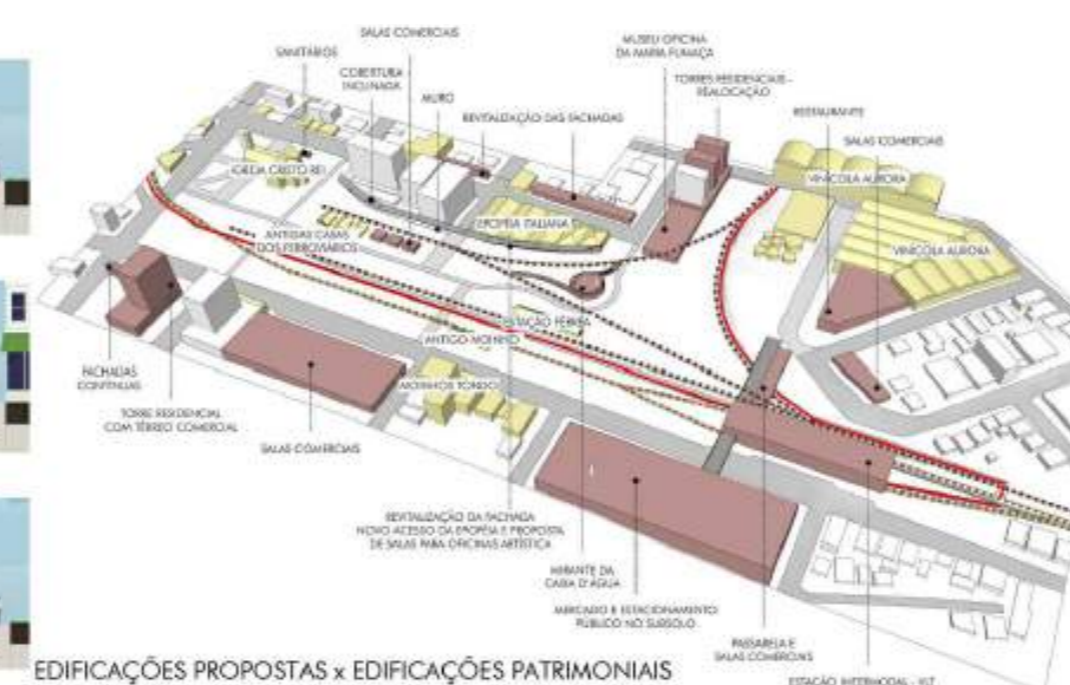 SALAS COMERCIAIS
SANITÁRIOS
COBERTURA
INCLINADA
MURO
REVITALIZAÇÃO DAS FACHADAS
MUSEU OFICINA
DA MARIA FUMAÇA
TORRES RESIDENCIAIS -
REALOCAÇÃO
RESTAURANTE
SALAS COMERCIAIS
IGREJA CRISTO REI
VINÍCOLA AURORA
EPOPÉIA ITALIANA
ANTIGAS CASAS
DOS FERROVIÁRIOS
VINÍCOLA AURORA
ESTAÇÃO FÉRREA
ANTIGO MOINHO
MOINHOS TONDO
FACHADAS
CONTÍNUAS
TORRE RESIDENCIAL
COM TÉRREO COMERCIAL
SALAS COMERCIAIS
REVITALIZAÇÃO DA FACHADA
NOVO ACESSO DA EPOPÉIA E PROPOSTA
DE SALAS PARA OFICINAS ARTÍSTICA
MIRANTE DA
CAIXA D'ÁGUA
MERCADO E ESTACIONAMENTO
PÚBLICO NO SUBSOLO
PASSARELA E
SALAS COMERCIAIS
ESTAÇÃO INTERMODAL - VLT
EDIFICAÇÕES PROPOSTAS x EDIFICAÇÕES PATRIMONIAIS